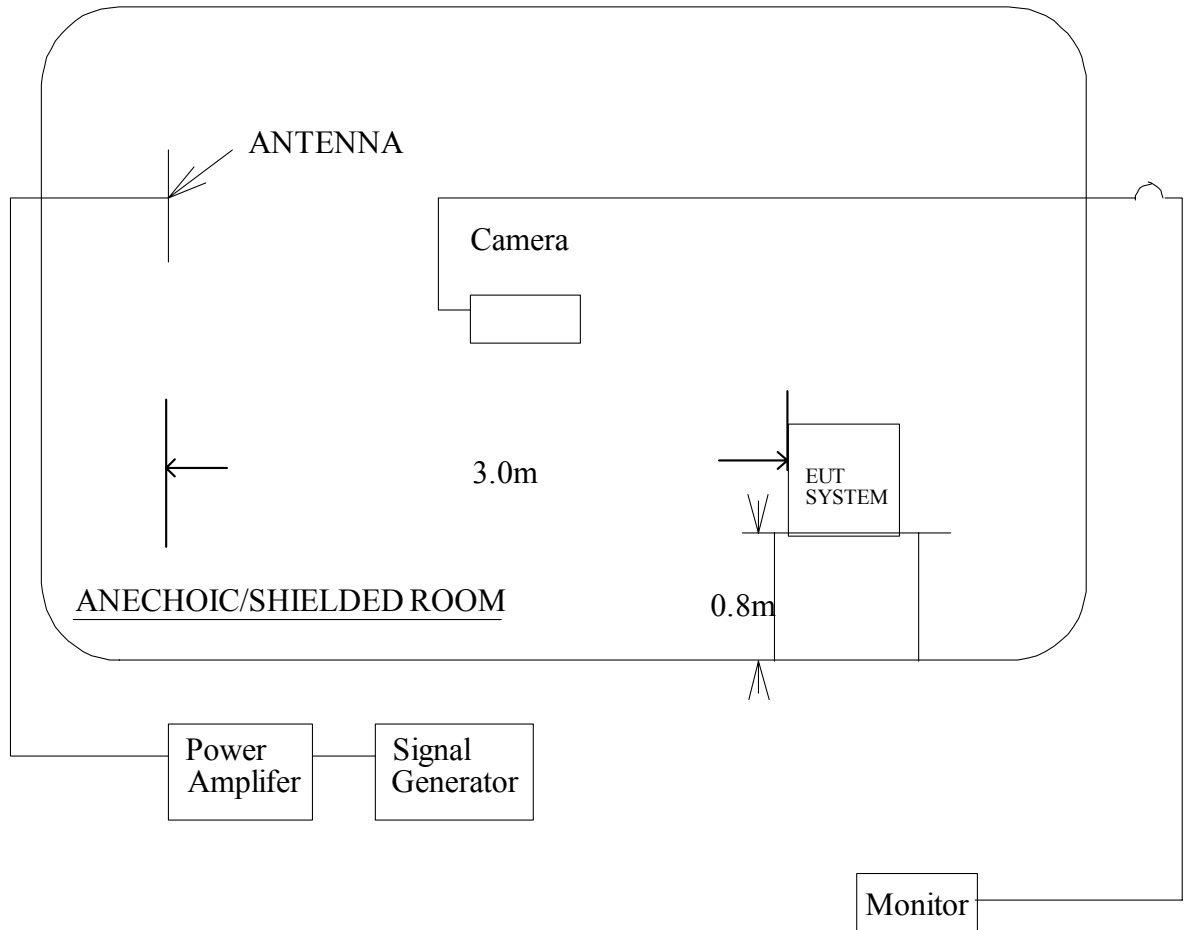 ANTENNA
Camera
3.0m
EUT
SYSTEM
ANECHOIC/SHIELDED ROOM
0.8m
Power
Amplifer
Signal
Generator
Monitor